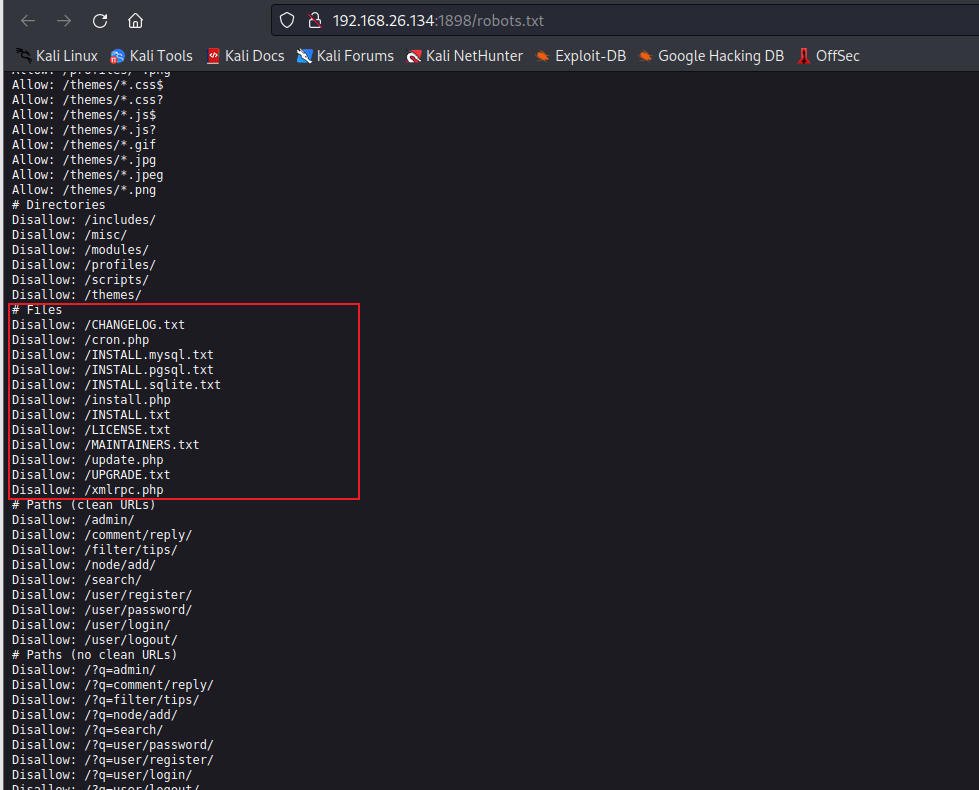 192.168.26.134:1898/robots.txt
Kali Linux Kali Tools Kali Docs Kali Forums Kali NetHunter Exploit-DB Google Hacking DB OffSec
Allow: /profiles/*.png
Allow: /themes/*.css$
Allow: /themes/*.css?
Allow: /themes/*.js$
Allow: /themes/*.js?
Allow: /themes/*.gif
Allow: /themes/*.jpg
Allow: /themes/*.jpeg
Allow: /themes/*.png
# Directories
Disallow: /includes/
Disallow: /misc/
Disallow: /modules/
Disallow: /profiles/
Disallow: /scripts/
Disallow: /themes/
# Files
Disallow: /CHANGELOG.txt
Disallow: /cron.php
Disallow: /INSTALL.mysql.txt
Disallow: /INSTALL.pgsql.txt
Disallow: /INSTALL.sqlite.txt
Disallow: /install.php
Disallow: /INSTALL.txt
Disallow: /LICENSE.txt
Disallow: /MAINTAINERS.txt
Disallow: /update.php
Disallow: /UPGRADE.txt
Disallow: /xmlrpc.php
# Paths (clean URLs)
Disallow: /admin/
Disallow: /comment/reply/
Disallow: /filter/tips/
Disallow: /node/add/
Disallow: /search/
Disallow: /user/register/
Disallow: /user/password/
Disallow: /user/login/
Disallow: /user/logout/
# Paths (no clean URLs)
Disallow: /?q=admin/
Disallow: /?q=comment/reply/
Disallow: /?q=filter/tips/
Disallow: /?q=node/add/
Disallow: /?q=search/
Disallow: /?q=user/password/
Disallow: /?q=user/register/
Disallow: /?q=user/login/
Disallow: /?q=user/logout/